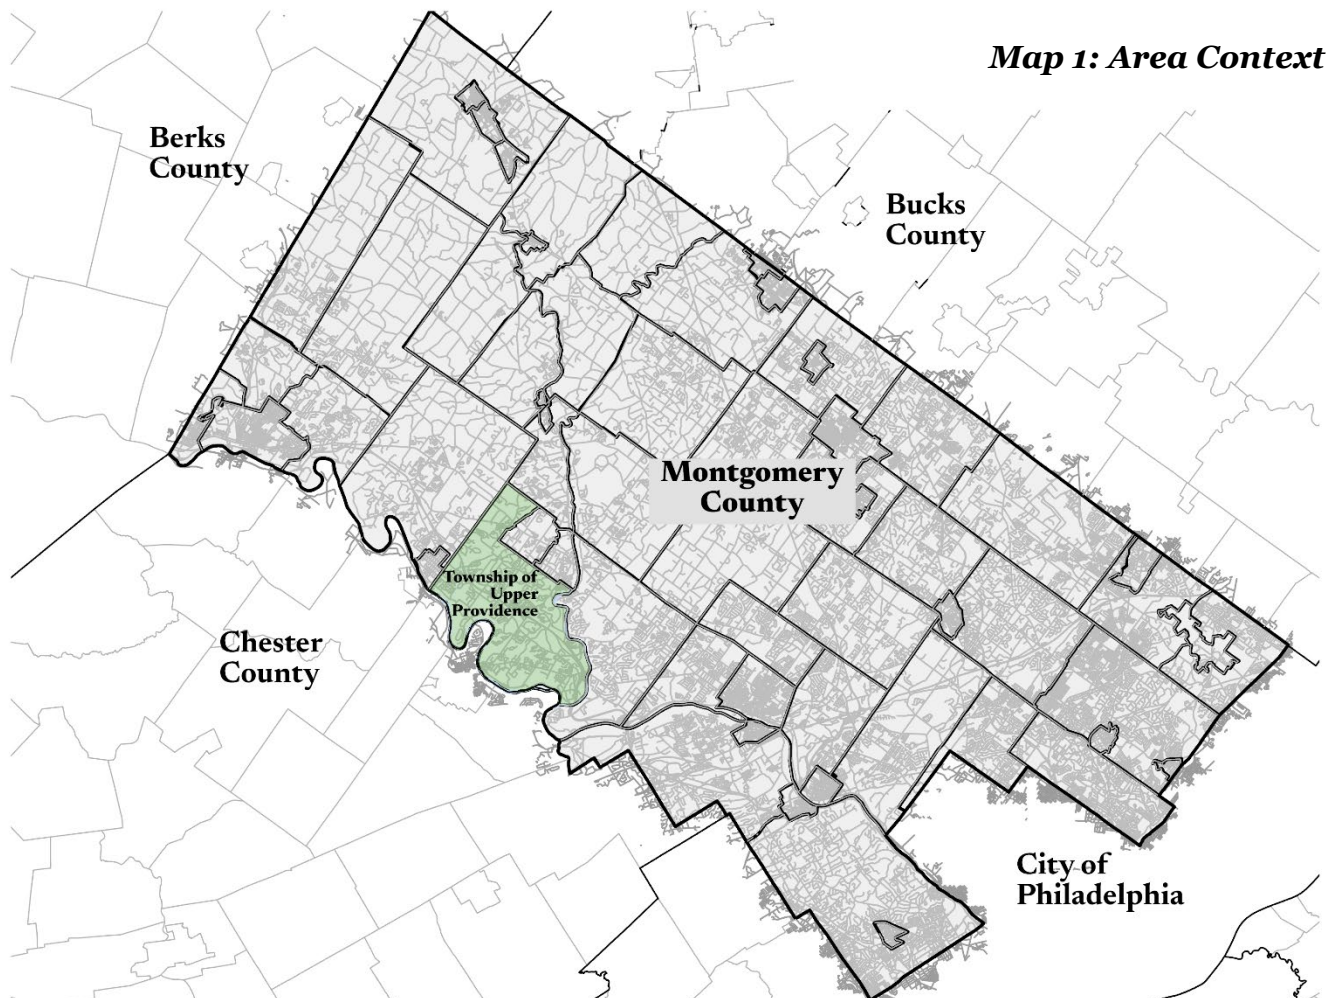 Map 1: Area Context
Berks
County
Bucks
County
Montgomery
County
Township of
Upper
Providence
Chester
County
City of
Philadelphia